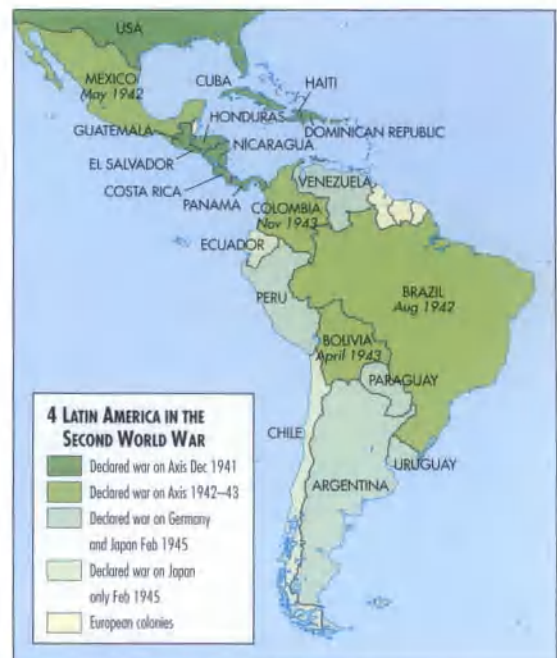 USA
MEXICO
May 1942
CUBA
HAITI
GUATEMALA
HONDURAS
DOMINICAN REPUBLIC
NICARAGUA
EL SALVADOR
COSTA RICA
PANAMA
VENEZUELA
COLOMBIA
Nov 1943
ECUADOR
PERU
BRAZIL
Aug 1942
BOLIVIA
April 1943
PARAGUAY
CHILE
URUGUAY
ARGENTINA
4 LATIN AMERICA IN THE
SECOND WORLD WAR
Declared war on Axis Dec 1941
Declared war on Axis 1942–43
Declared war on Germany
and Japan Feb 1945
Declared war on Japan
only Feb 1945
European colonies